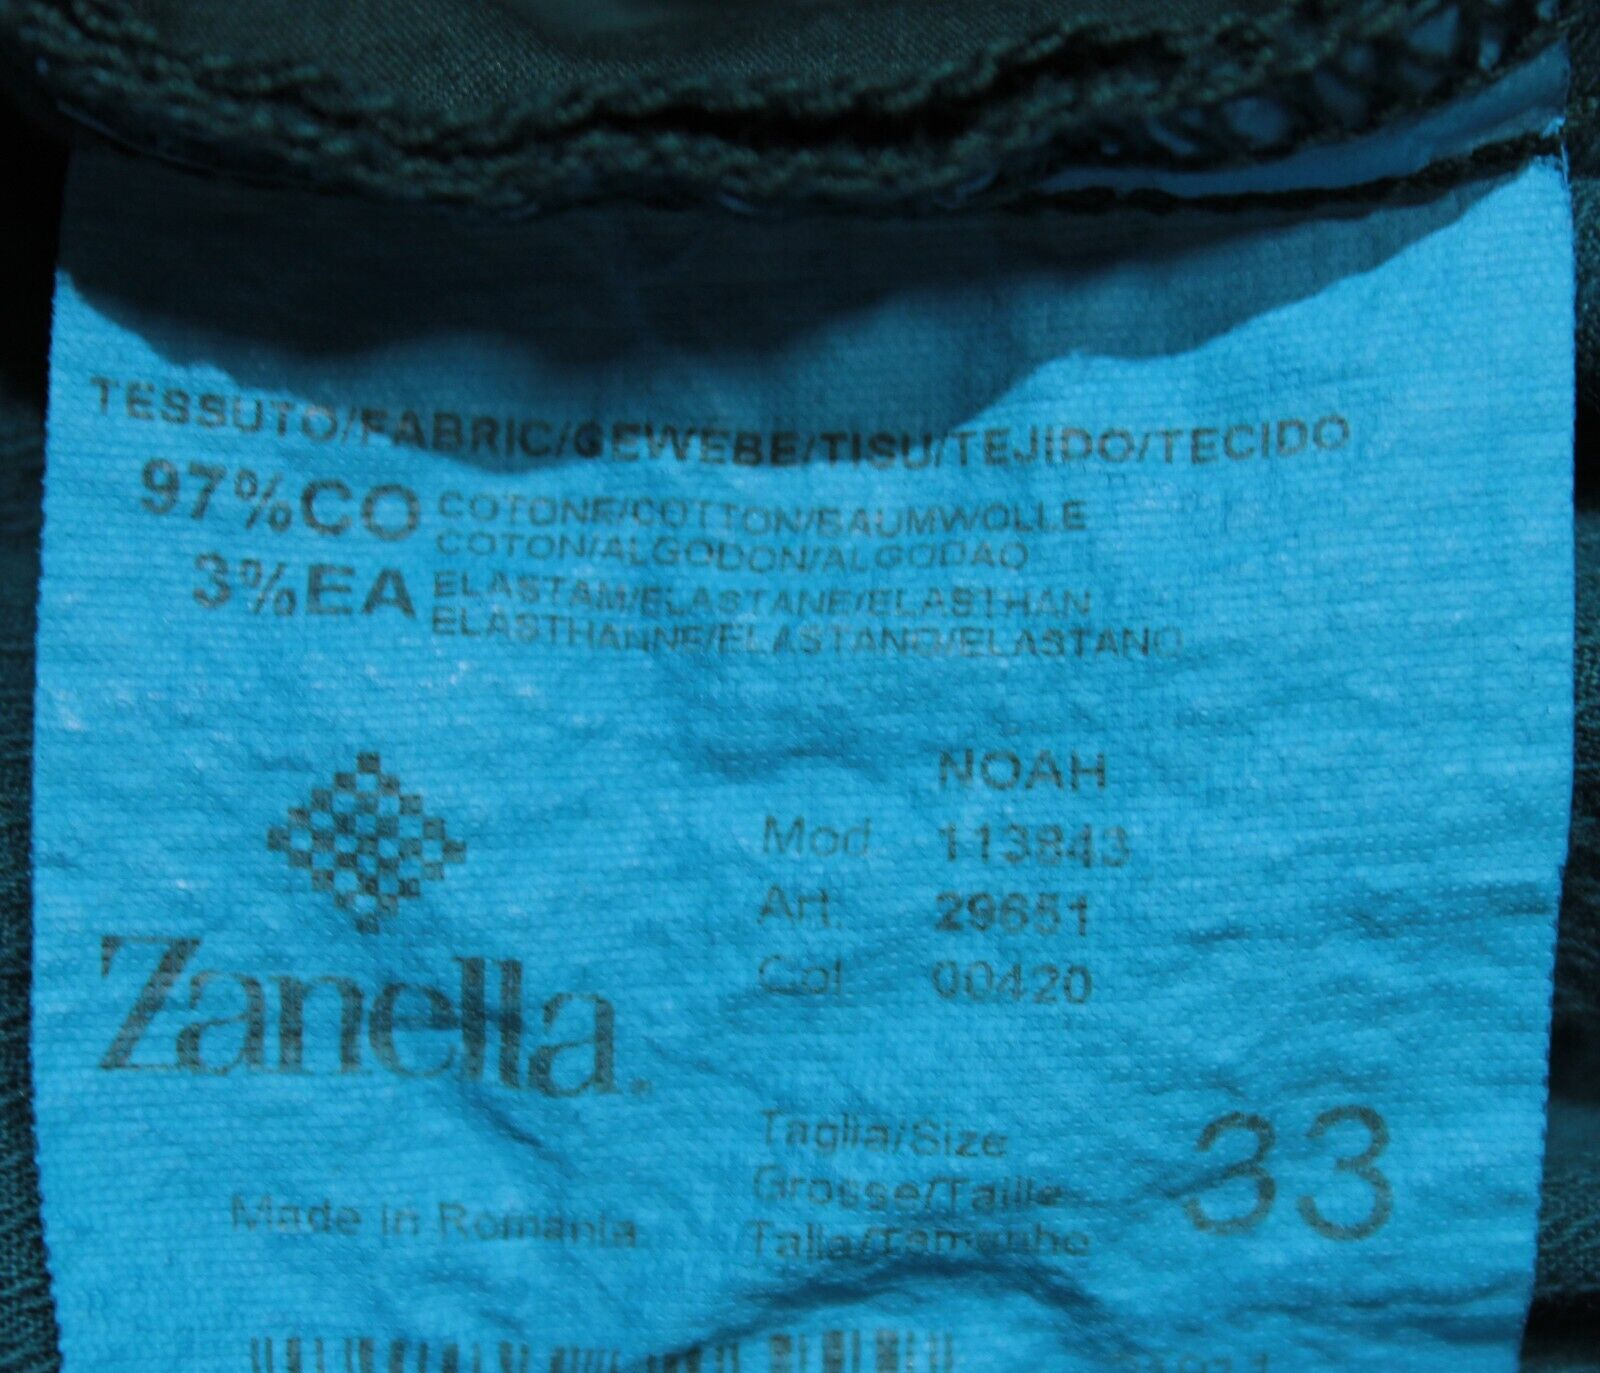 TESSUTO/FABRIC/GEWEBE/TISU/TEJIDO/TECIDO
97%CO COTONE/COTTON/BAUMWOLLE
COTON/ALGODON/ALGODAO
3%EA ELASTAM/ELASTANE/ELASTHAN
ELASTHANNE/ELASTANO/ELASTANO
NOAH
Mod. 113843
Art. 29651
Col 00420
Zanella.
Taglia/Size
Grosse/Taille
Talla/Tamanho
33
Made in Romania